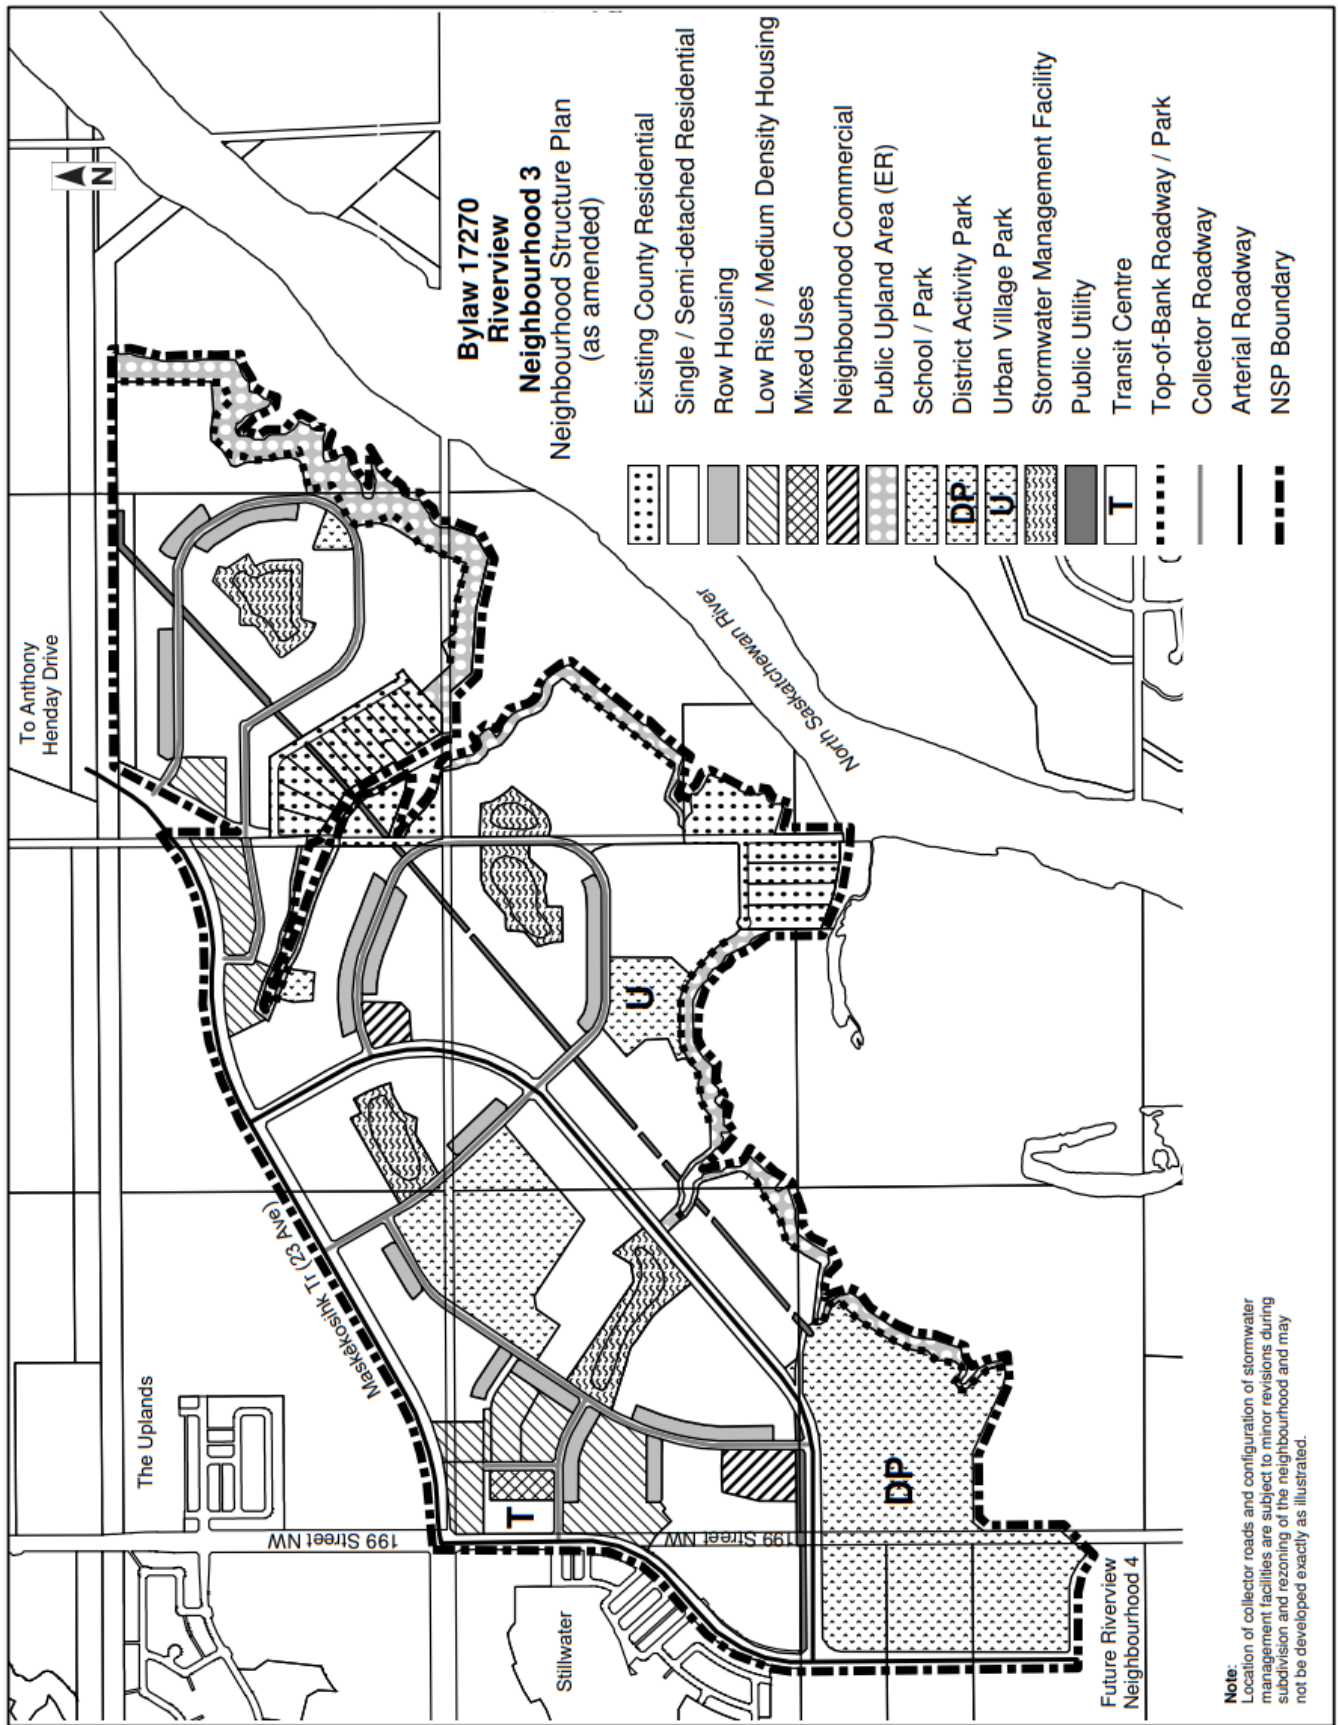 N
To Anthony
Henday Drive
Bylaw 17270
Riverview
Neighbourhood 3
Neighbourhood Structure Plan
(as amended)
Existing County Residential
Single / Semi-detached Residential
Row Housing
Low Rise / Medium Density Housing
Mixed Uses
Neighbourhood Commercial
Public Upland Area (ER)
School / Park
DP
District Activity Park
U
Urban Village Park
Stormwater Management Facility
Public Utility
T
Transit Centre
Top-of-Bank Roadway / Park
Collector Roadway
Arterial Roadway
NSP Boundary
North Saskatchewan River
U
Maskêkosihk Tr (23 Ave)
The Uplands
199 Street NW
T
199 Street NW
DP
Stillwater
Future Riverview
Neighbourhood 4
Note:
Location of collector roads and configuration of stormwater
management facilities are subject to minor revisions during
subdivision and rezoning of the neighbourhood and may
not be developed exactly as illustrated.